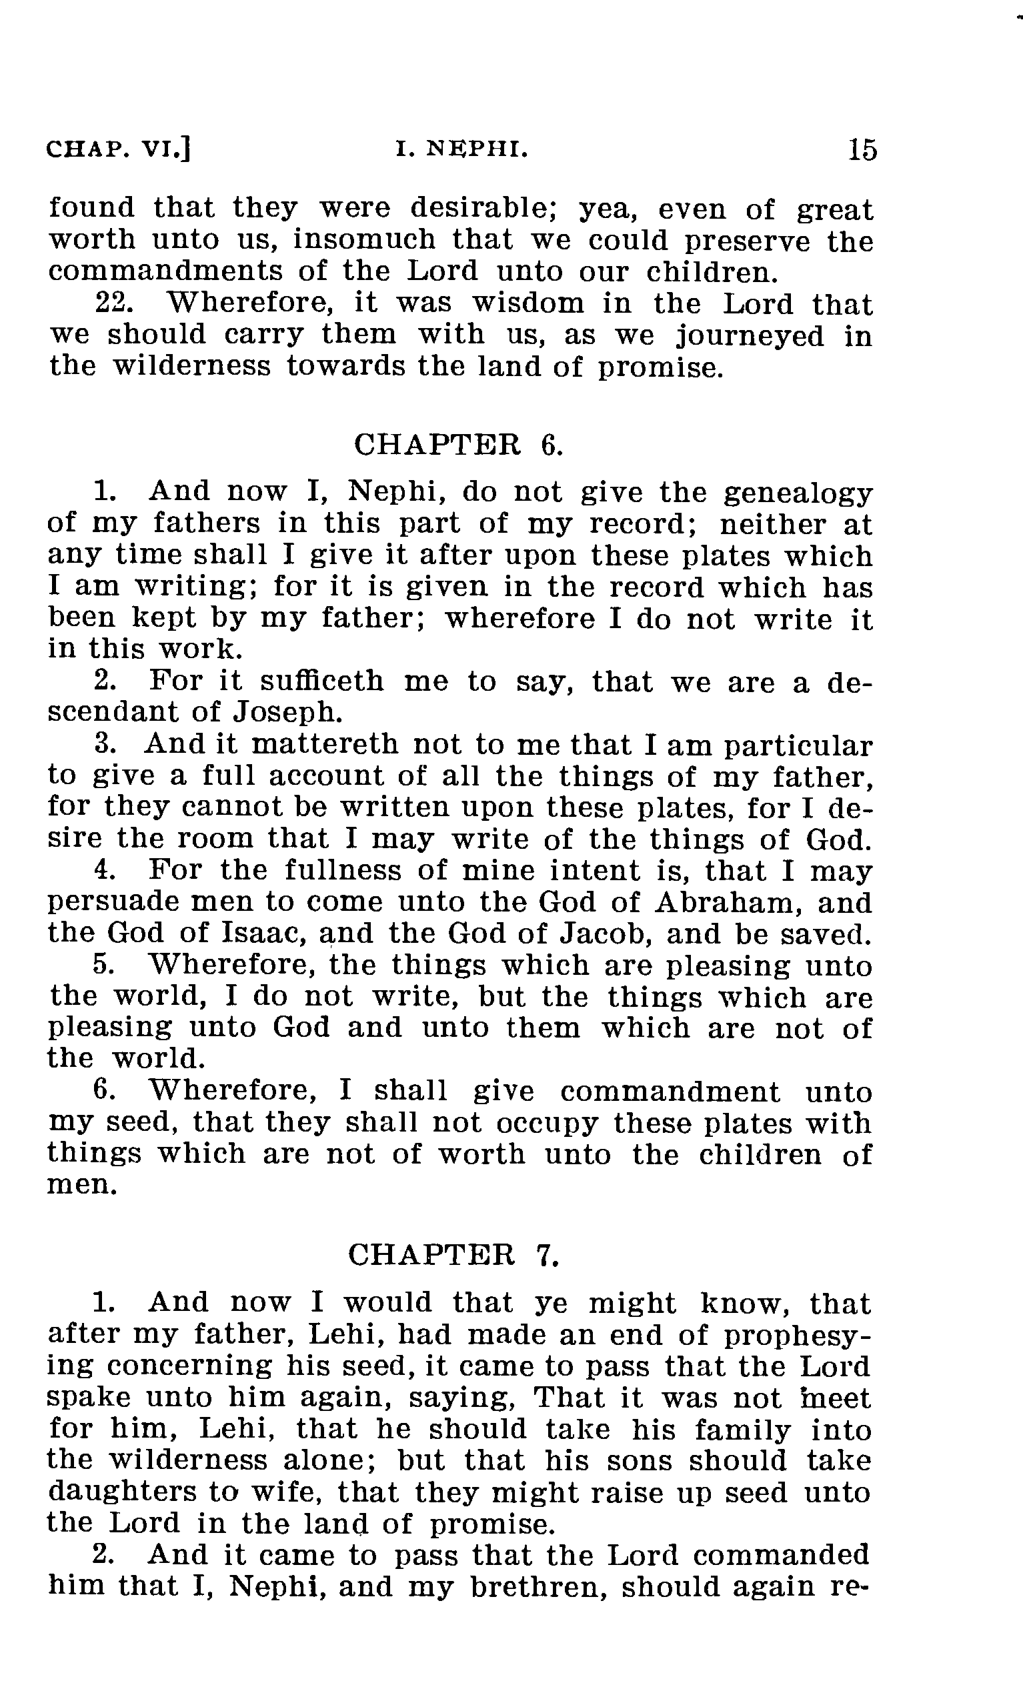 CHAP. VI.] I. NEPHI. 15
found that they were desirable; yea, even of great
worth unto us, insomuch that we could preserve the
commandments of the Lord unto our children.
22. Wherefore, it was wisdom in the Lord that
we should carry them with us, as we journeyed in
the wilderness towards the land of promise.
CHAPTER 6.
1. And now I, Nephi, do not give the genealogy
of my fathers in this part of my record; neither at
any time shall I give it after upon these plates which
I am writing; for it is given in the record which has
been kept by my father; wherefore I do not write it
in this work.
2. For it sufficeth me to say, that we are a de-
scendant of Joseph.
3. And it mattereth not to me that I am particular
to give a full account of all the things of my father,
for they cannot be written upon these plates, for I de-
sire the room that I may write of the things of God.
4. For the fullness of mine intent is, that I may
persuade men to come unto the God of Abraham, and
the God of Isaac, and the God of Jacob, and be saved.
5. Wherefore, the things which are pleasing unto
the world, I do not write, but the things which are
pleasing unto God and unto them which are not of
the world.
6. Wherefore, I shall give commandment unto
my seed, that they shall not occupy these plates with
things which are not of worth unto the children of
men.
CHAPTER 7.
1. And now I would that ye might know, that
after my father, Lehi, had made an end of prophesy-
ing concerning his seed, it came to pass that the Lord
spake unto him again, saying, That it was not meet
for him, Lehi, that he should take his family into
the wilderness alone; but that his sons should take
daughters to wife, that they might raise up seed unto
the Lord in the land of promise.
2. And it came to pass that the Lord commanded
him that I, Nephi, and my brethren, should again re-